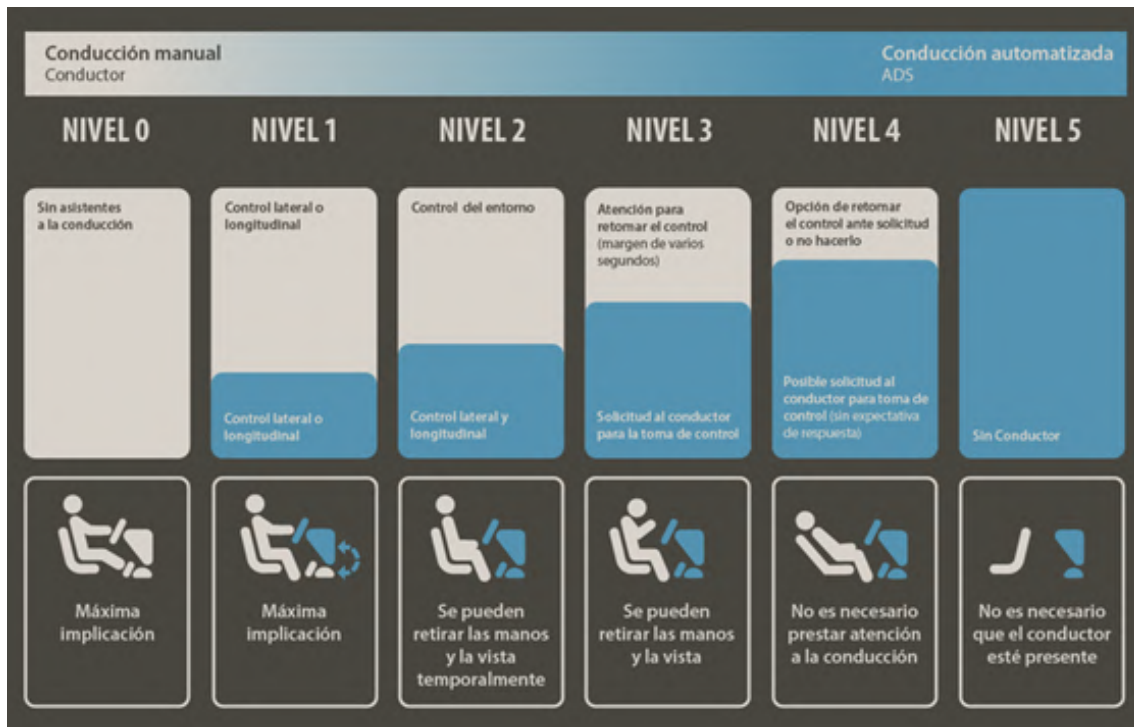 Conducción manual
Conductor
Conducción automatizada
ADS
NIVEL 0
NIVEL 1
NIVEL 2
NIVEL 3
NIVEL 4
NIVEL 5
Sin asistentes
a la conducción
Control lateral o
longitudinal
Control del entorno
Atención para
retomar el control
(margen de varios
segundos)
Opción de retomar
el control ante solicitud
o no hacerlo
Control lateral o
longitudinal
Control lateral y
longitudinal
Solicitud al conductor
para la toma de control
Posible solicitud al
conductor para toma de
control (sin expectativa
de respuesta)
Sin Conductor
Máxima
implicación
Máxima
implicación
Se pueden
retirar las manos
y la vista
temporalmente
Se pueden
retirar las manos
y la vista
No es necesario
prestar atención
a la conducción
No es necesario
que el conductor
esté presente